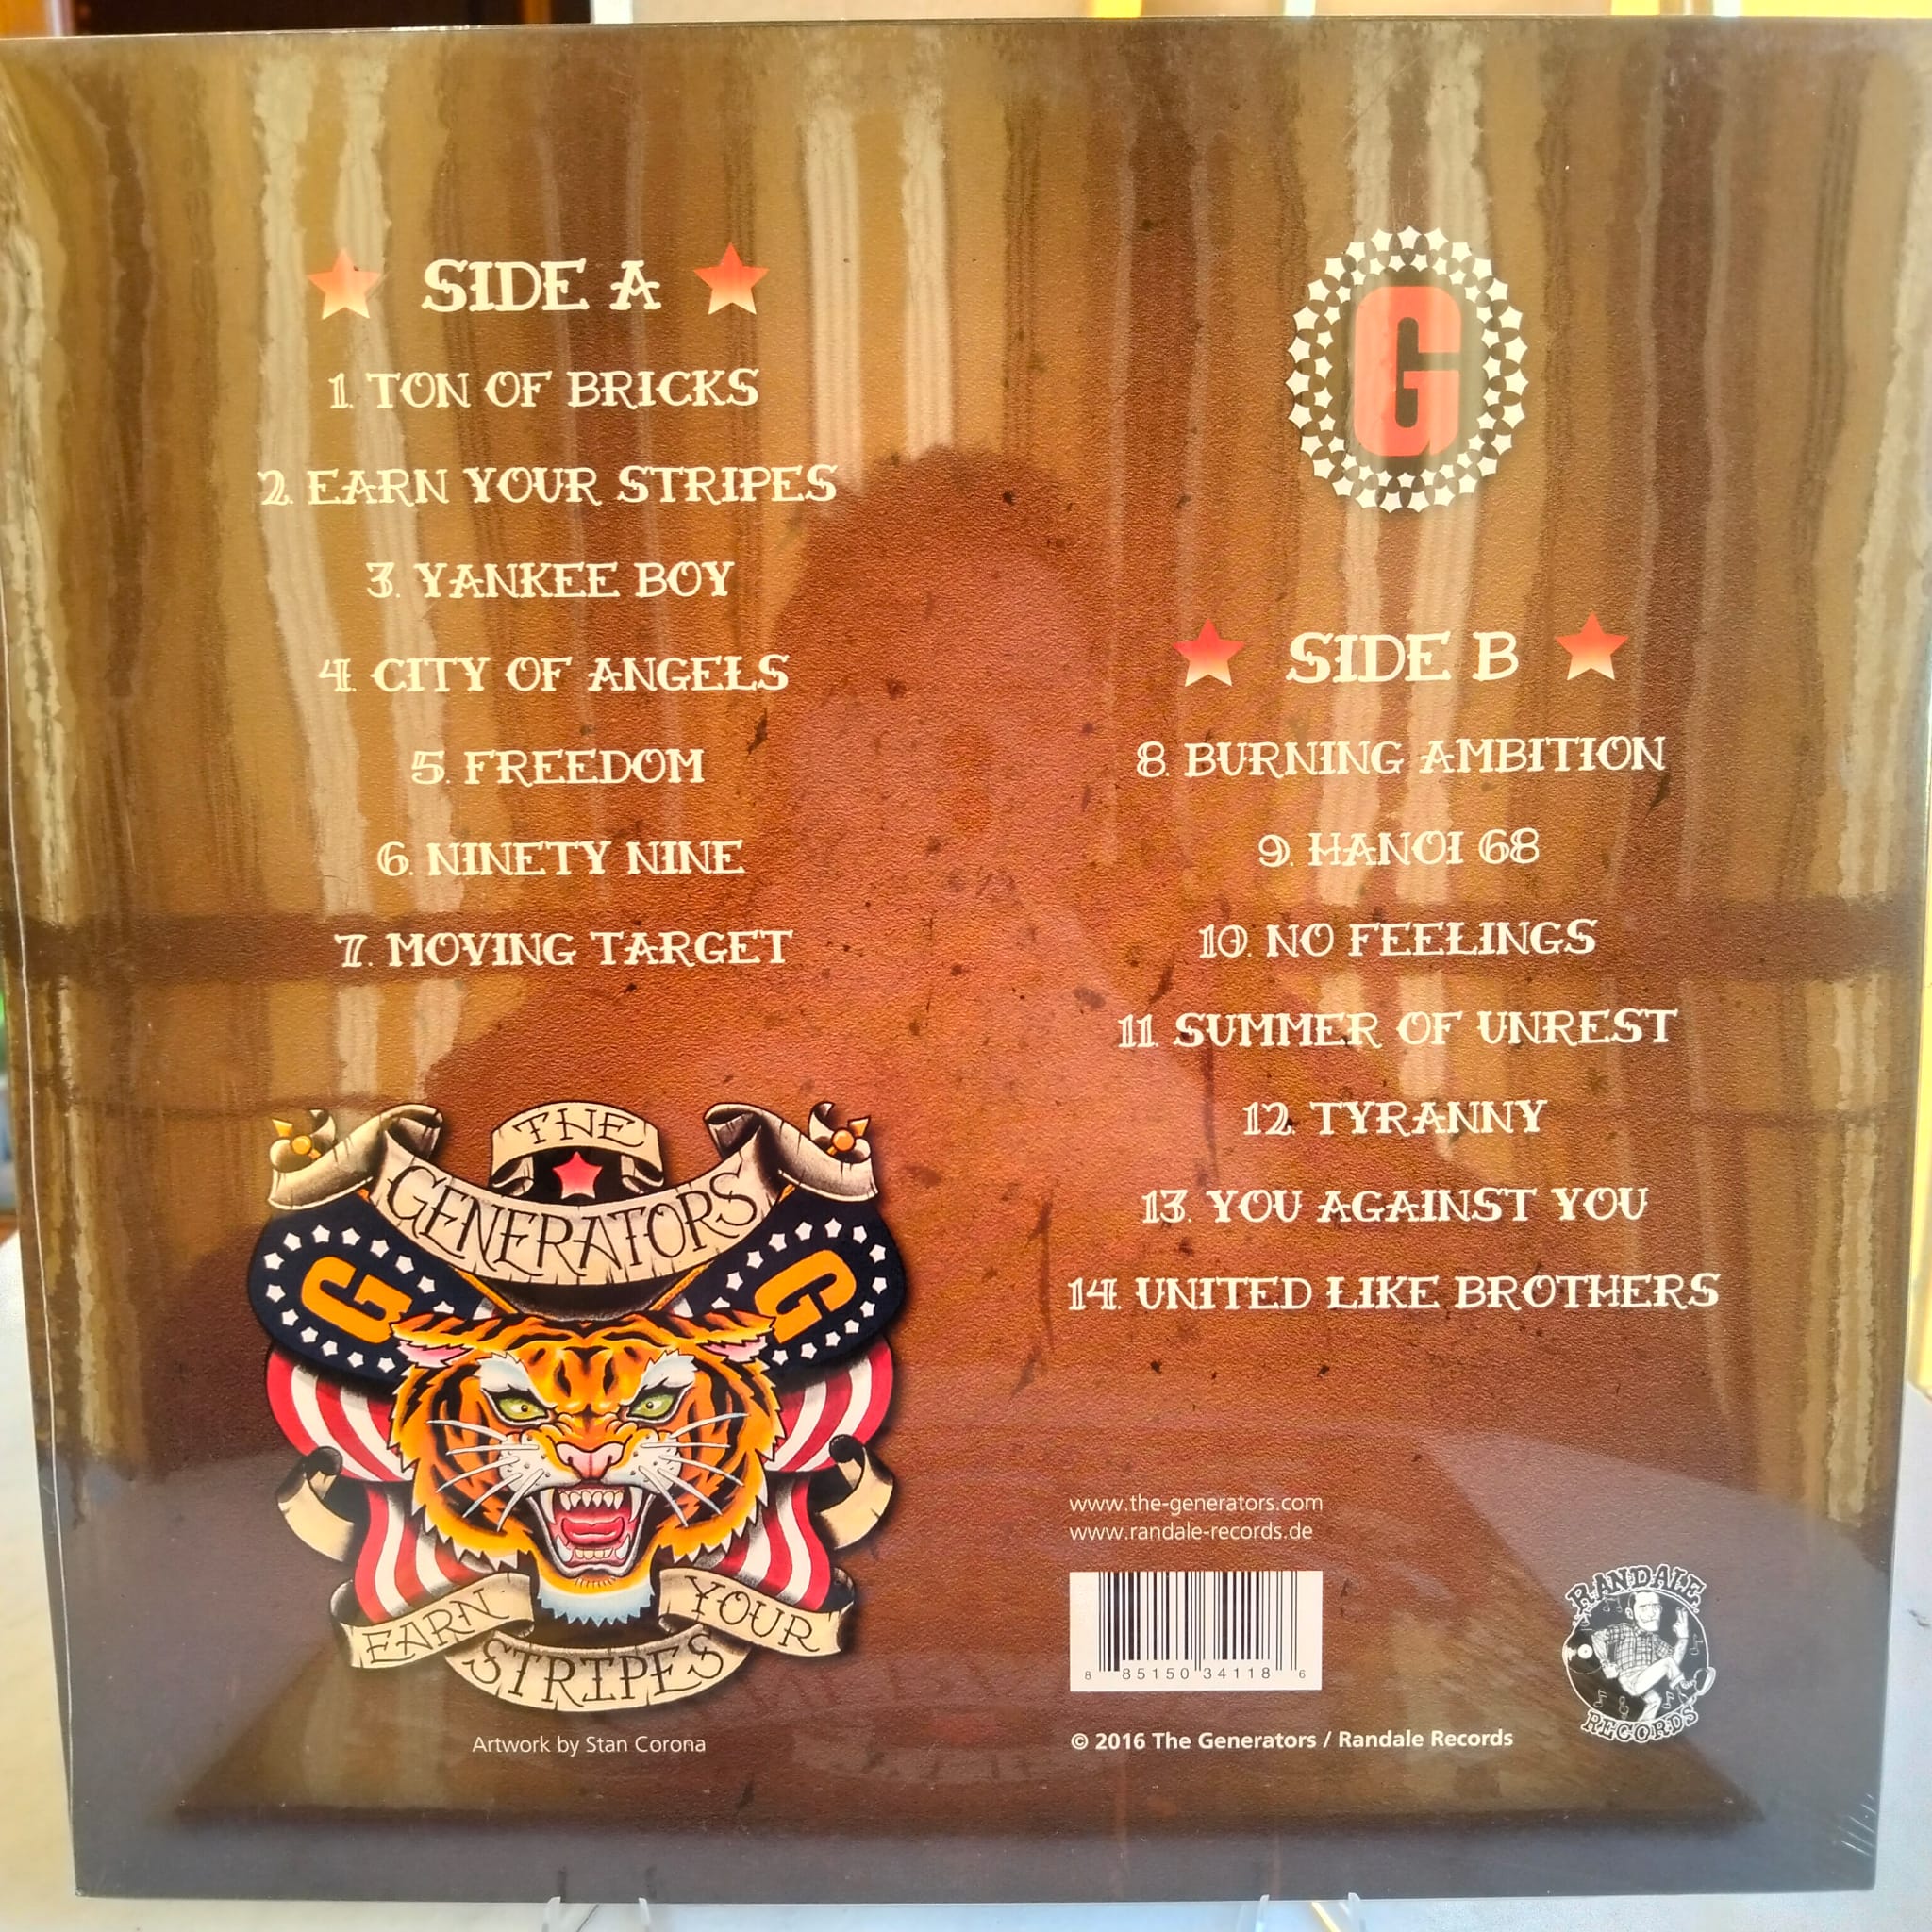 SIDE A
1. TON OF BRICKS
2. EARN YOUR STRIPES
3. YANKEE BOY
4. CITY OF ANGELS
5. FREEDOM
6. NINETY NINE
7. MOVING TARGET
THE
GENERATORS
G G
EARN YOUR
STRIPES
Artwork by Stan Corona
G
SIDE B
8. BURNING AMBITION
9. HANOI 68
10. NO FEELINGS
11. SUMMER OF UNREST
12. TYRANNY
13. YOU AGAINST YOU
14. UNITED LIKE BROTHERS
www.the-generators.com
www.randale-records.de
8 85150 34118 6
© 2016 The Generators / Randale Records
RANDALE
RECORDS